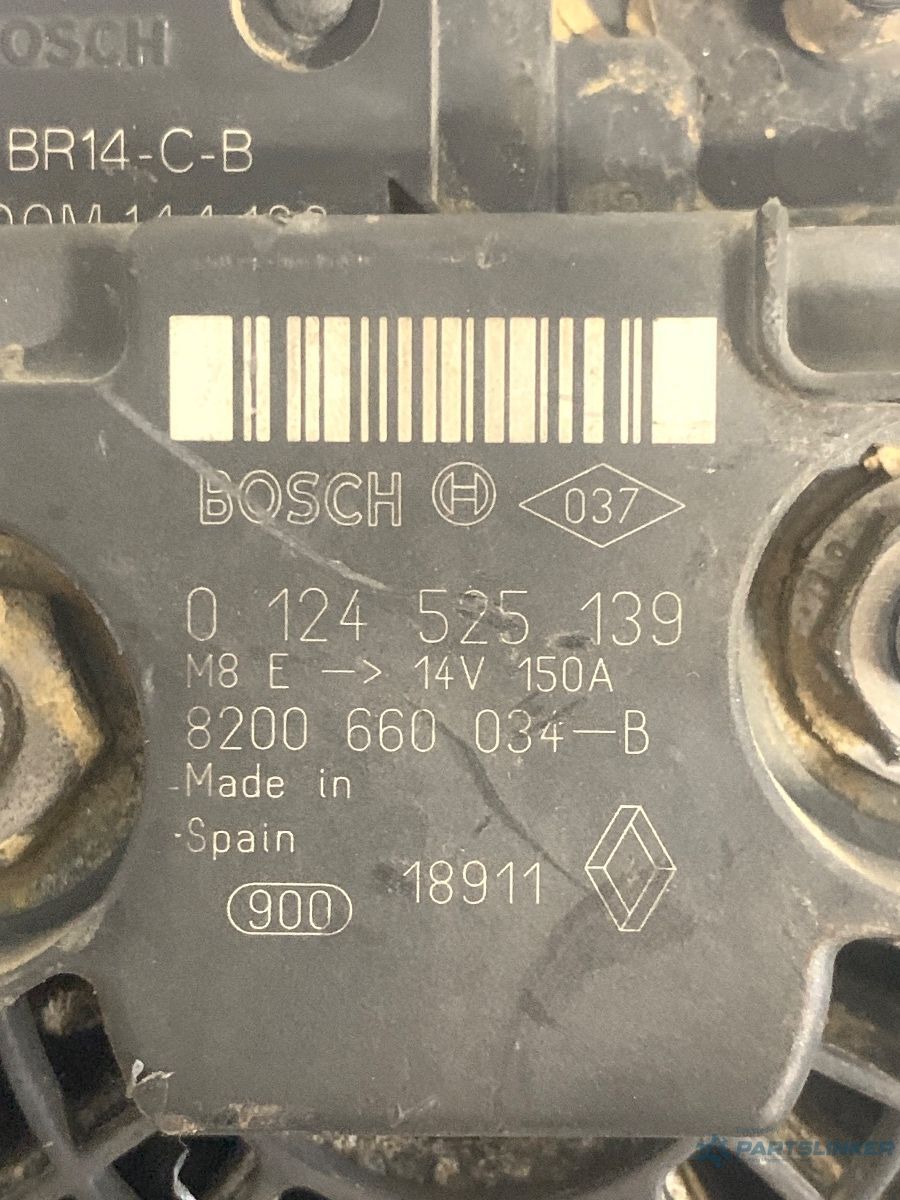 BOSCH
BR14-C-B
BOSCH H 037
0 124 525 139
M8 E -> 14V 150A
8200 660 034-B
Made in
Spain
900 18911
PARTSLINKER